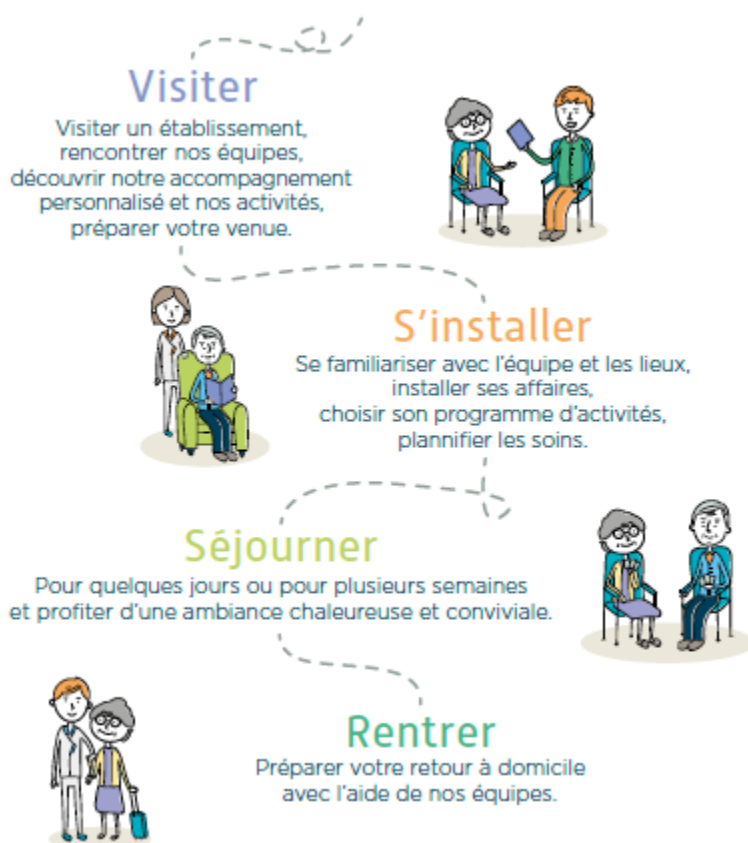 Visiter
Visiter un établissement,
rencontrer nos équipes,
découvrir notre accompagnement
personnalisé et nos activités,
préparer votre venue.
S'installer
Se familiariser avec l'équipe et les lieux,
installer ses affaires,
choisir son programme d'activités,
plannifier les soins.
Séjourner
Pour quelques jours ou pour plusieurs semaines
et profiter d'une ambiance chaleureuse et conviviale.
Rentrer
Préparer votre retour à domicile
avec l'aide de nos équipes.